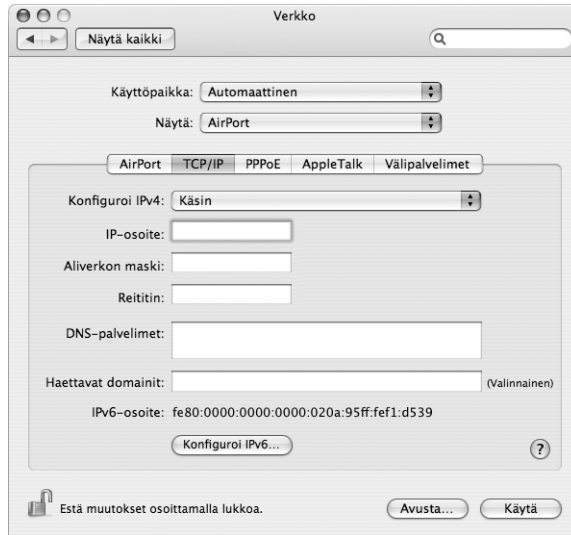 Verkko
Näytä kaikki
Käyttöpaikka: Automaattinen
Näytä: AirPort
AirPort TCP/IP PPPoE AppleTalk Välipalvelimet
Konfiguroi IPv4: Käsin
IP-osoite:
Aliverkon maski:
Reititin:
DNS-palvelimet:
Haettavat domainit: (Valinnainen)
IPv6-osoite: fe80:0000:0000:0000:020a:95ff:fef1:d539
Konfiguroi IPv6... ?
Estä muutokset osoittamalla lukkoa. Avusta... Käytä